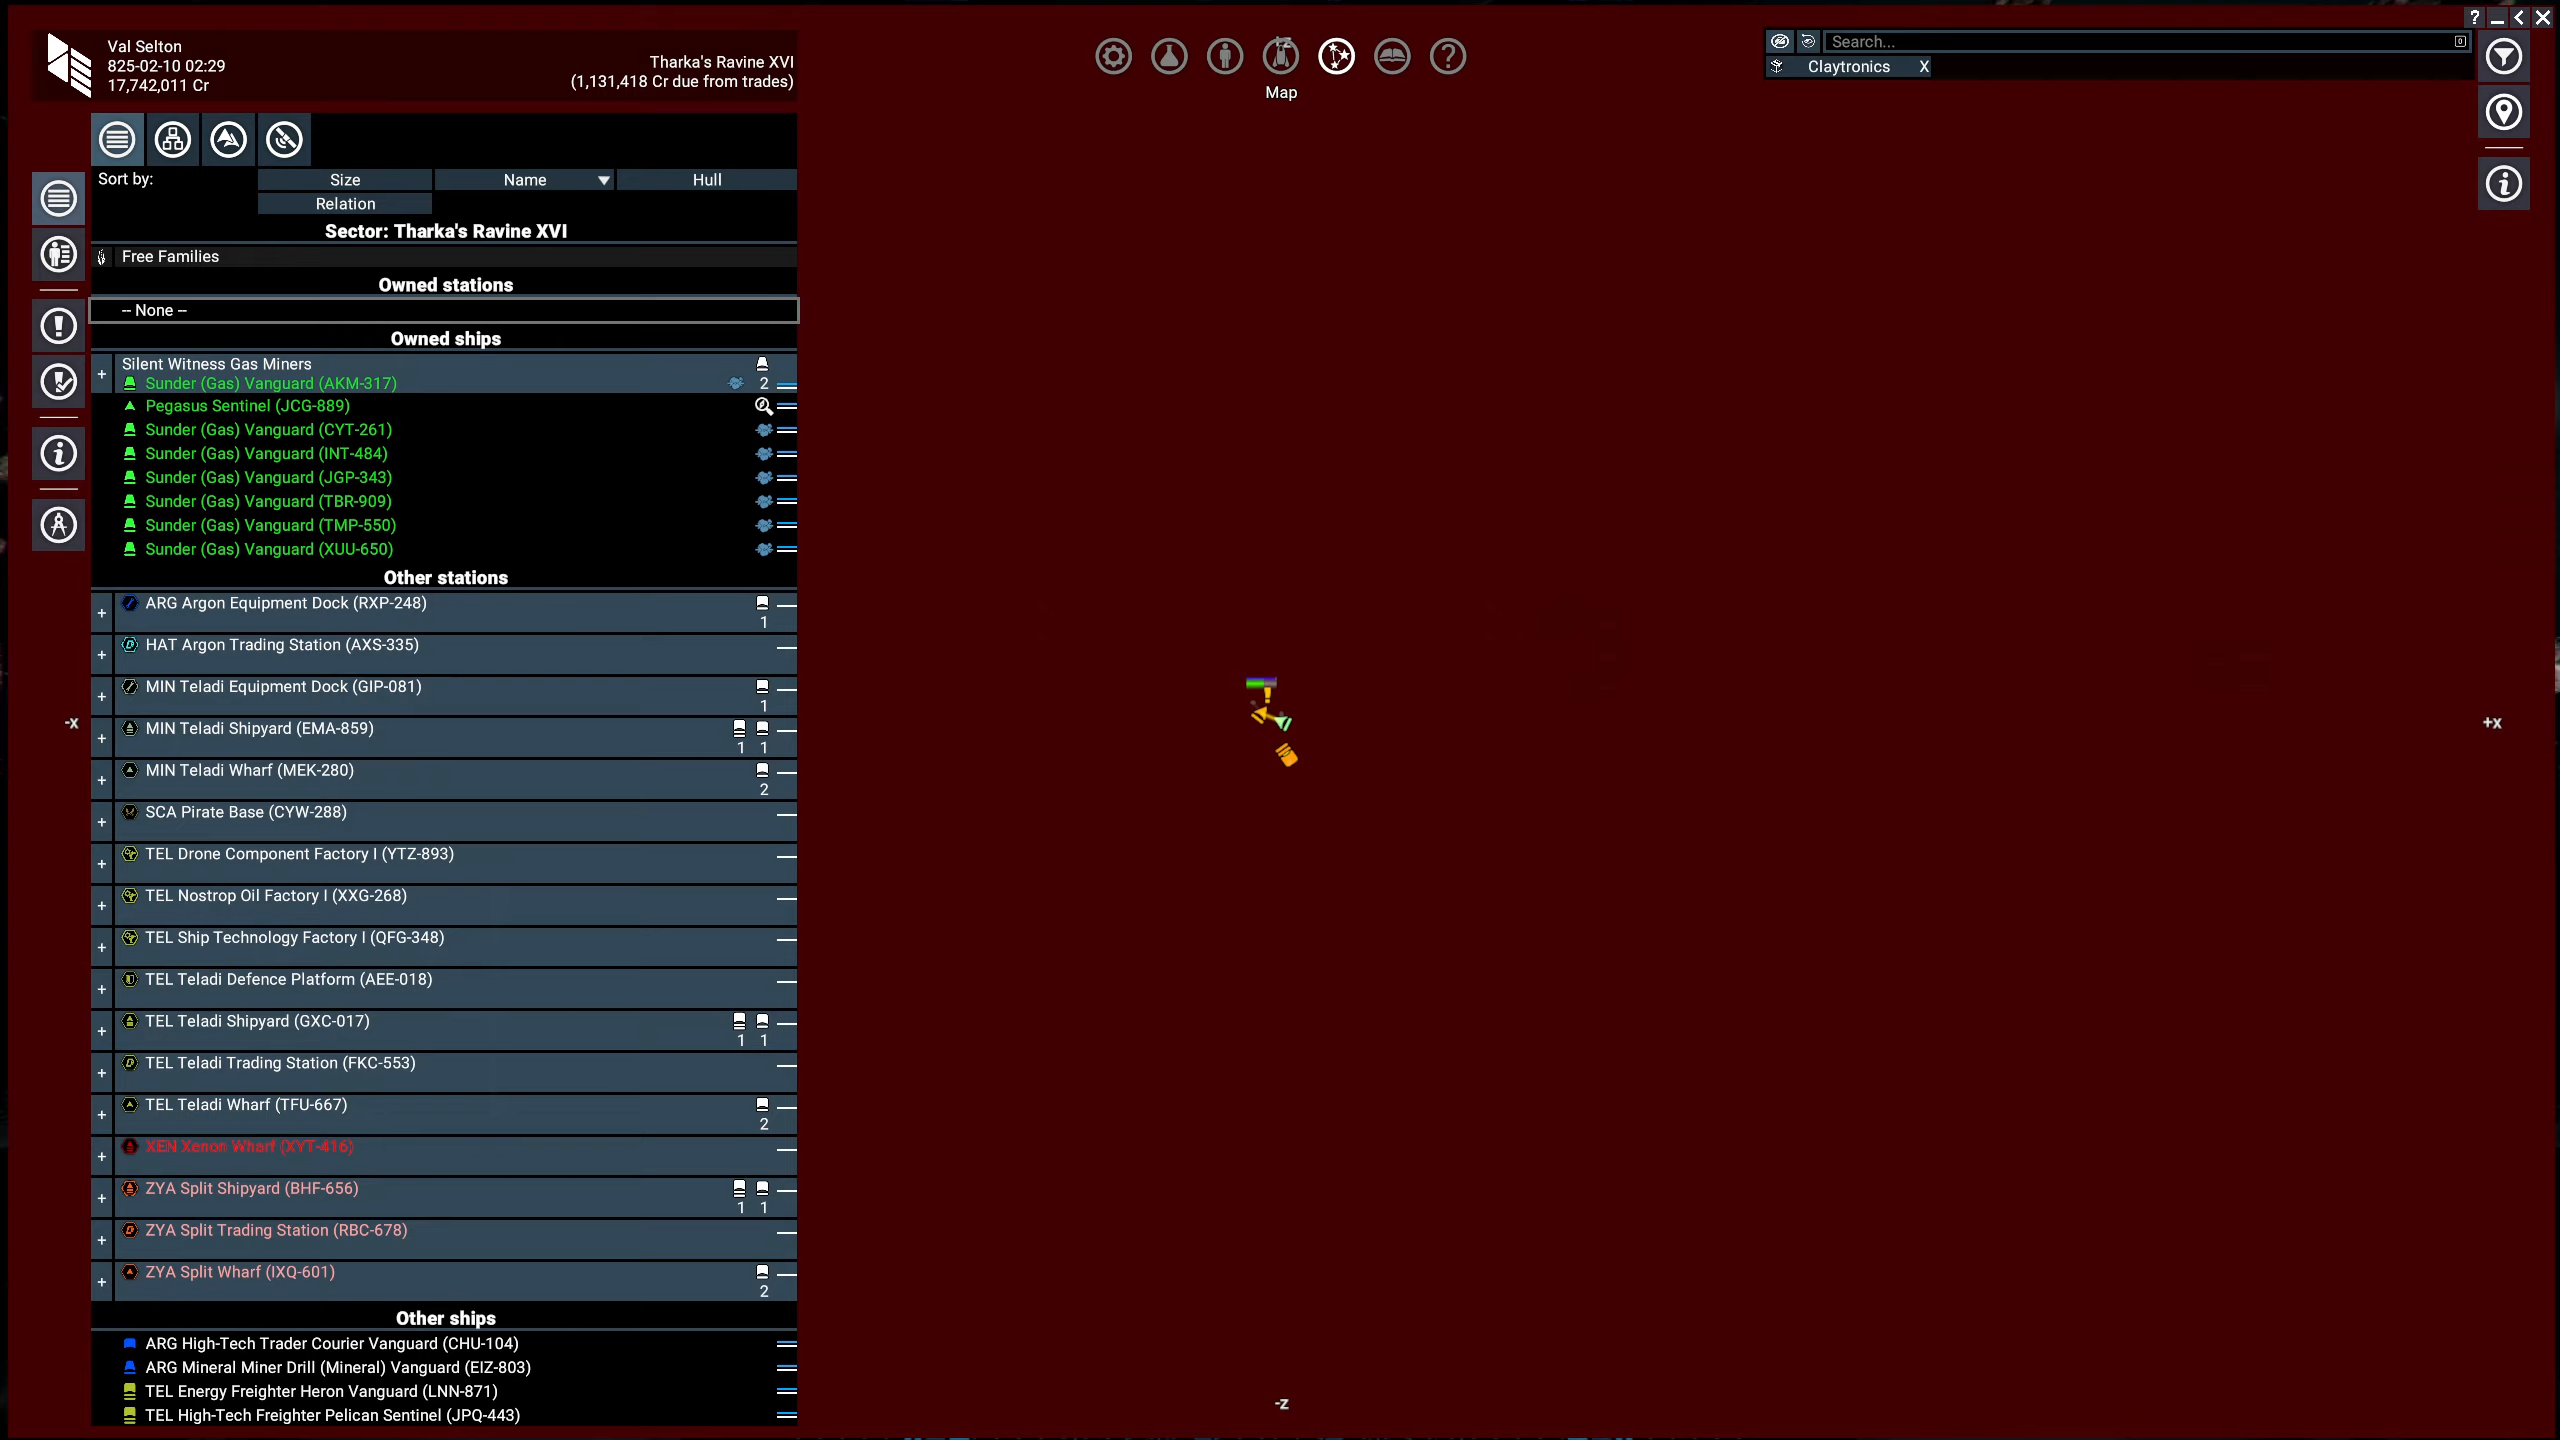 Val Selton
825-02-10 02:29
17,742,011 Cr
Tharka's Ravine XVI
(1,131,418 Cr due from trades)
+z
Map
?
Search...
0
Claytronics X
Sort by:
Size
Name
Hull
Relation
Sector: Tharka's Ravine XVI
Free Families
Owned stations
-- None --
Owned ships
Silent Witness Gas Miners
+
Sunder (Gas) Vanguard (AKM-317) 2
Pegasus Sentinel (JCG-889)
Sunder (Gas) Vanguard (CYT-261)
Sunder (Gas) Vanguard (INT-484)
Sunder (Gas) Vanguard (JGP-343)
Sunder (Gas) Vanguard (TBR-909)
Sunder (Gas) Vanguard (TMP-550)
Sunder (Gas) Vanguard (XUU-650)
Other stations
+ ARG Argon Equipment Dock (RXP-248)
1
+ HAT Argon Trading Station (AXS-335)
+ MIN Teladi Equipment Dock (GIP-081)
1
+ MIN Teladi Shipyard (EMA-859)
1 1
+ MIN Teladi Wharf (MEK-280)
2
+ SCA Pirate Base (CYW-288)
+ TEL Drone Component Factory I (YTZ-893)
+ TEL Nostrop Oil Factory I (XXG-268)
+ TEL Ship Technology Factory I (QFG-348)
+ TEL Teladi Defence Platform (AEE-018)
+ TEL Teladi Shipyard (GXC-017)
1 1
+ TEL Teladi Trading Station (FKC-553)
+ TEL Teladi Wharf (TFU-667)
2
+ XEN Xenon Wharf (XYT-416)
+ ZYA Split Shipyard (BHF-656)
1 1
+ ZYA Split Trading Station (RBC-678)
+ ZYA Split Wharf (IXQ-601)
2
Other ships
ARG High-Tech Trader Courier Vanguard (CHU-104)
ARG Mineral Miner Drill (Mineral) Vanguard (EIZ-803)
TEL Energy Freighter Heron Vanguard (LNN-871)
TEL High-Tech Freighter Pelican Sentinel (JPQ-443)
-x
+x
-z